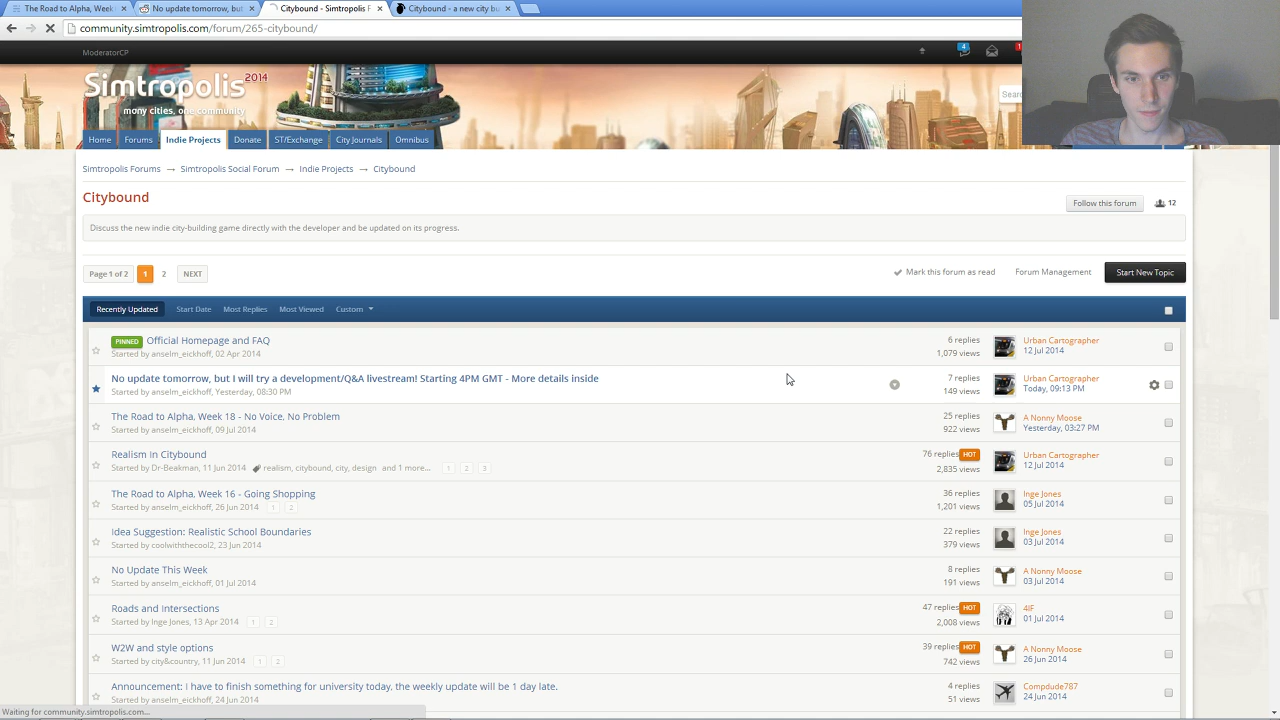 The Road to Alpha, Week
No update tomorrow, but
Citybound - Simtropolis F
Citybound - a new city bu
community.simtropolis.com/forum/265-citybound/
ModeratorCP
4
1
Simtropolis 2014
many cities, one community
Sear
Home
Forums
Indie Projects
Donate
ST/Exchange
City Journals
Omnibus
Simtropolis Forums → Simtropolis Social Forum → Indie Projects → Citybound
Citybound
Follow this forum
12
Discuss the new indie city-building game directly with the developer and be updated on its progress.
Page 1 of 2
1
2
NEXT
Mark this forum as read
Forum Management
Start New Topic
Recently Updated
Start Date
Most Replies
Most Viewed
Custom
PINNED Official Homepage and FAQ
Started by anselm_eickhoff, 02 Apr 2014
6 replies
1,079 views
Urban Cartographer
12 Jul 2014
No update tomorrow, but I will try a development/Q&A livestream! Starting 4PM GMT - More details inside
Started by anselm_eickhoff, Yesterday, 08:30 PM
7 replies
149 views
Urban Cartographer
Today, 09:13 PM
The Road to Alpha, Week 18 - No Voice, No Problem
Started by anselm_eickhoff, 09 Jul 2014
25 replies
922 views
A Nonny Moose
Yesterday, 03:27 PM
Realism in Citybound
Started by Dr-Beakman, 11 Jun 2014 realism, citybound, city, design and 1 more... 1 2 3
76 replies HOT
2,835 views
Urban Cartographer
12 Jul 2014
The Road to Alpha, Week 16 - Going Shopping
Started by anselm_eickhoff, 26 Jun 2014 1 2
36 replies
1,201 views
Inge Jones
05 Jul 2014
Idea Suggestion: Realistic School Boundaries
Started by coolwiththecool2, 23 Jun 2014
22 replies
379 views
Inge Jones
03 Jul 2014
No Update This Week
Started by anselm_eickhoff, 01 Jul 2014
8 replies
191 views
A Nonny Moose
03 Jul 2014
Roads and Intersections
Started by Inge Jones, 13 Apr 2014 1 2
47 replies HOT
2,008 views
4IF
01 Jul 2014
W2W and style options
Started by city&country, 11 Jun 2014 1 2
39 replies HOT
742 views
A Nonny Moose
26 Jun 2014
Announcement: I have to finish something for university today, the weekly update will be 1 day late.
Started by anselm_eickhoff, 24 Jun 2014
4 replies
51 views
Compdude787
24 Jun 2014
Waiting for community.simtropolis.com...